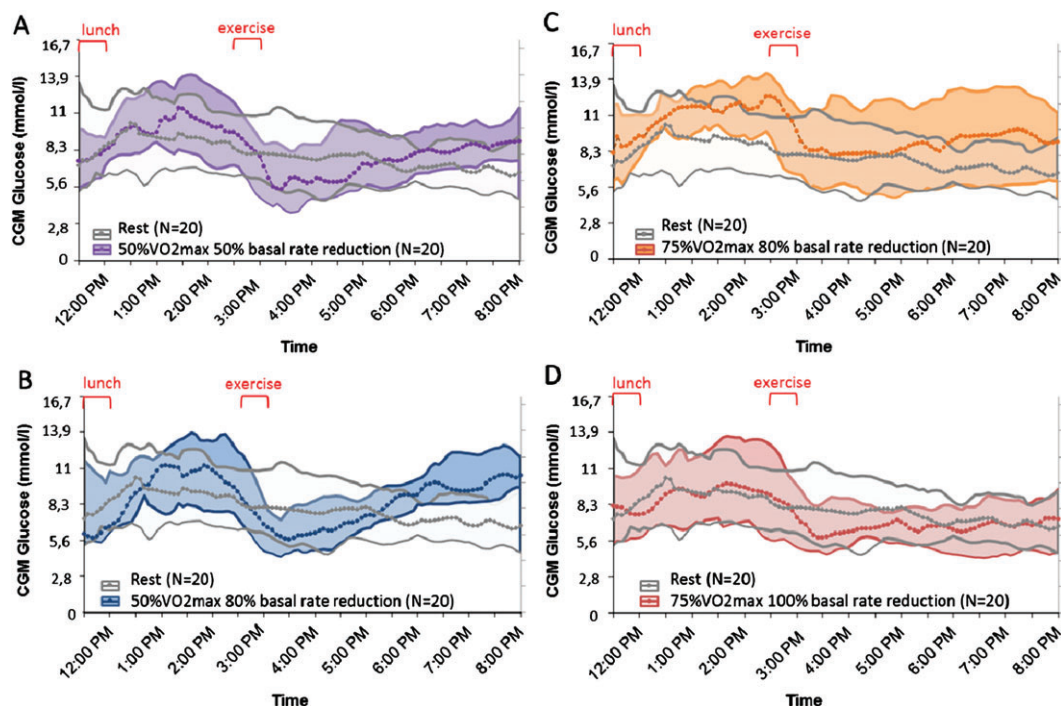 A
lunch
exercise
CGM Glucose (mmol/l)
16,7
13,9
11
8,3
5,6
2,8
0
Rest (N=20)
50%VO2max 50% basal rate reduction (N=20)
12:00 PM
1:00 PM
2:00 PM
3:00 PM
4:00 PM
5:00 PM
6:00 PM
7:00 PM
8:00 PM
Time
C
lunch
exercise
CGM Glucose (mmol/l)
16,7
13,9
11
8,3
5,6
2,8
0
Rest (N=20)
75%VO2max 80% basal rate reduction (N=20)
12:00 PM
1:00 PM
2:00 PM
3:00 PM
4:00 PM
5:00 PM
6:00 PM
7:00 PM
8:00 PM
Time
B
lunch
exercise
CGM Glucose (mmol/l)
16,7
13,9
11
8,3
5,6
2,8
0
Rest (N=20)
50%VO2max 80% basal rate reduction (N=20)
12:00 PM
1:00 PM
2:00 PM
3:00 PM
4:00 PM
5:00 PM
6:00 PM
7:00 PM
8:00 PM
Time
D
lunch
exercise
CGM Glucose (mmol/l)
16,7
13,9
11
8,3
5,6
2,8
0
Rest (N=20)
75%VO2max 100% basal rate reduction (N=20)
12:00 PM
1:00 PM
2:00 PM
3:00 PM
4:00 PM
5:00 PM
6:00 PM
7:00 PM
8:00 PM
Time